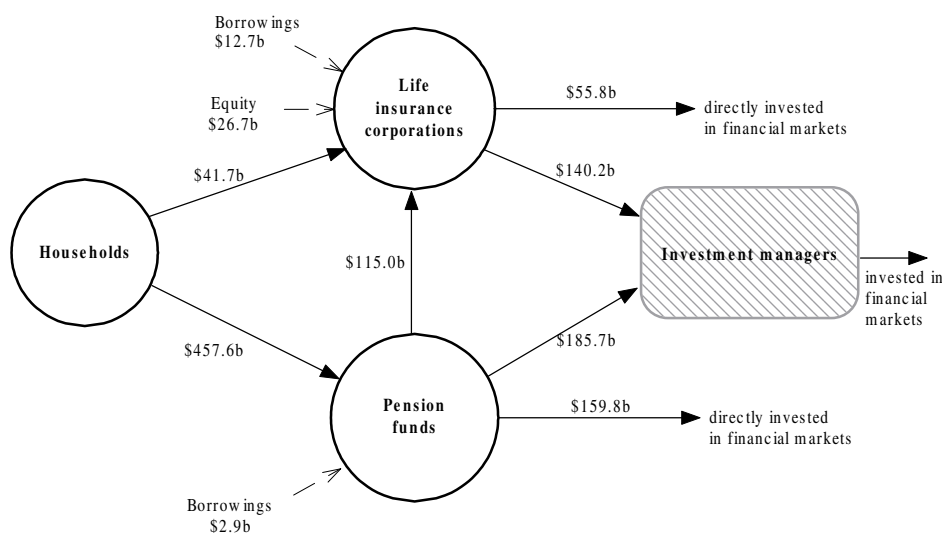 Borrowings
$12.7b
Equity
$26.7b
Life
insurance
corporations
$55.8b
directly invested
in financial markets
$41.7b
$140.2b
Households
$115.0b
Investment managers
invested in
financial
markets
$457.6b
$185.7b
Pension
funds
$159.8b
directly invested
in financial markets
Borrowings
$2.9b